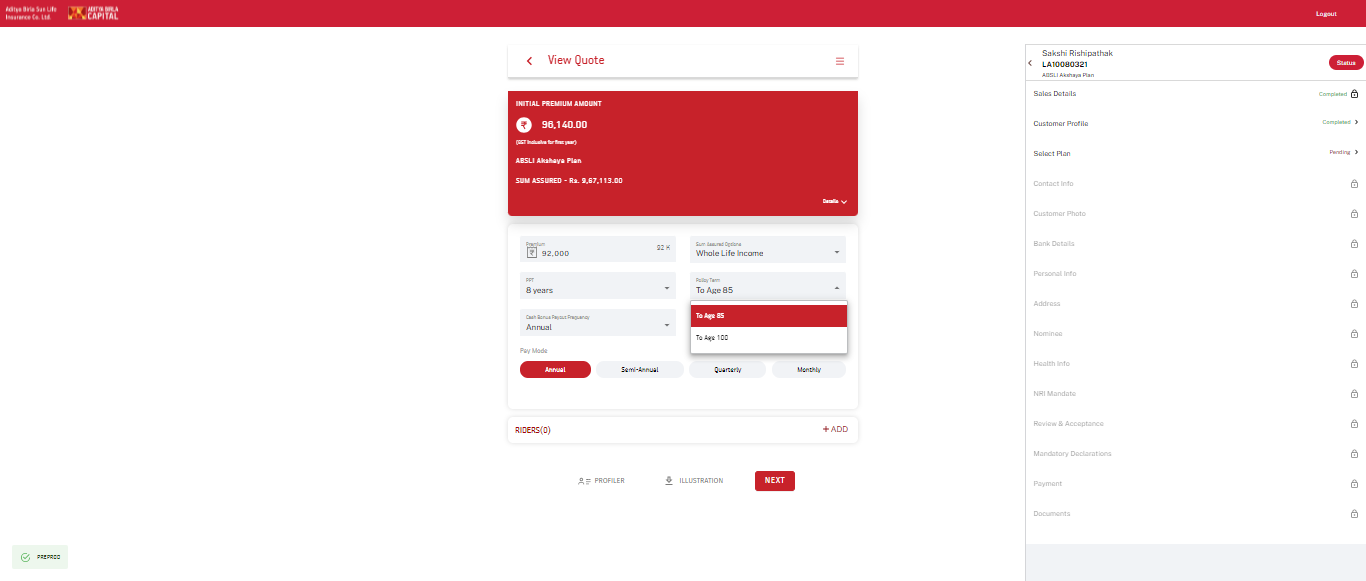 Aditya Birla Sun Life
Insurance Co. Ltd.
ADITYA BIRLA
CAPITAL
Logout
View Quote
INITIAL PREMIUM AMOUNT
₹ 96,140.00
(GST Inclusive for first year)
ABSLI Akshaya Plan
SUM ASSURED - Rs. 9,67,113.00
Details
Premium
₹ 92,000
92 K
Sum Assured Options
Whole Life Income
PPT
8 years
Policy Term
To Age 85
To Age 85
To Age 100
Cash Bonus Payout Frequency
Annual
Pay Mode
Annual
Semi-Annual
Quarterly
Monthly
RIDERS(0)
+ ADD
PROFILER
ILLUSTRATION
NEXT
PREPROD
Sakshi Rishipathak
LA10080321
ABSLI Akshaya Plan
Status
Sales Details
Completed
Customer Profile
Completed
Select Plan
Pending
Contact Info
Customer Photo
Bank Details
Personal Info
Address
Nominee
Health Info
NRI Mandate
Review & Acceptance
Mandatory Declarations
Payment
Documents